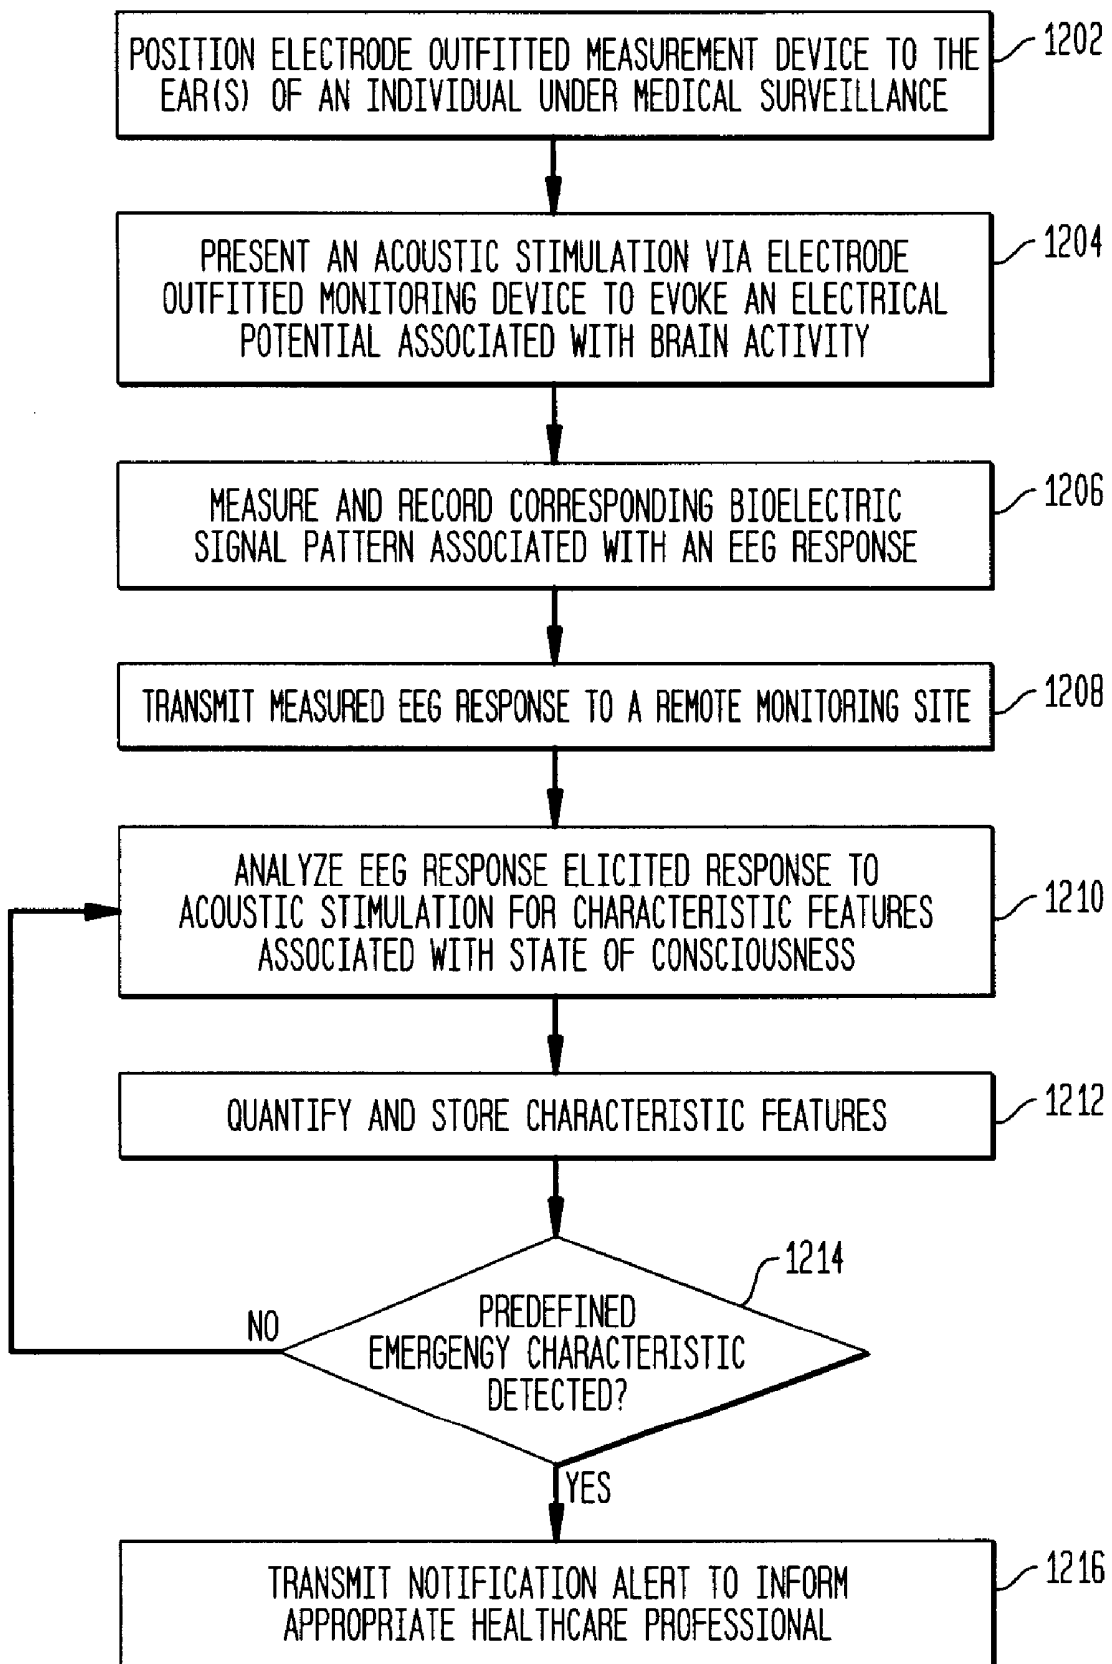 POSITION ELECTRODE OUTFITTED MEASUREMENT DEVICE TO THE
EAR(S) OF AN INDIVIDUAL UNDER MEDICAL SURVEILLANCE
1202
PRESENT AN ACOUSTIC STIMULATION VIA ELECTRODE
OUTFITTED MONITORING DEVICE TO EVOKE AN ELECTRICAL
POTENTIAL ASSOCIATED WITH BRAIN ACTIVITY
1204
MEASURE AND RECORD CORRESPONDING BIOELECTRIC
SIGNAL PATTERN ASSOCIATED WITH AN EEG RESPONSE
1206
TRANSMIT MEASURED EEG RESPONSE TO A REMOTE MONITORING SITE
1208
ANALYZE EEG RESPONSE ELICITED RESPONSE TO
ACOUSTIC STIMULATION FOR CHARACTERISTIC FEATURES
ASSOCIATED WITH STATE OF CONSCIOUSNESS
1210
QUANTIFY AND STORE CHARACTERISTIC FEATURES
1212
PREDEFINED
EMERGENGY CHARACTERISTIC
DETECTED?
1214
NO
YES
TRANSMIT NOTIFICATION ALERT TO INFORM
APPROPRIATE HEALTHCARE PROFESSIONAL
1216